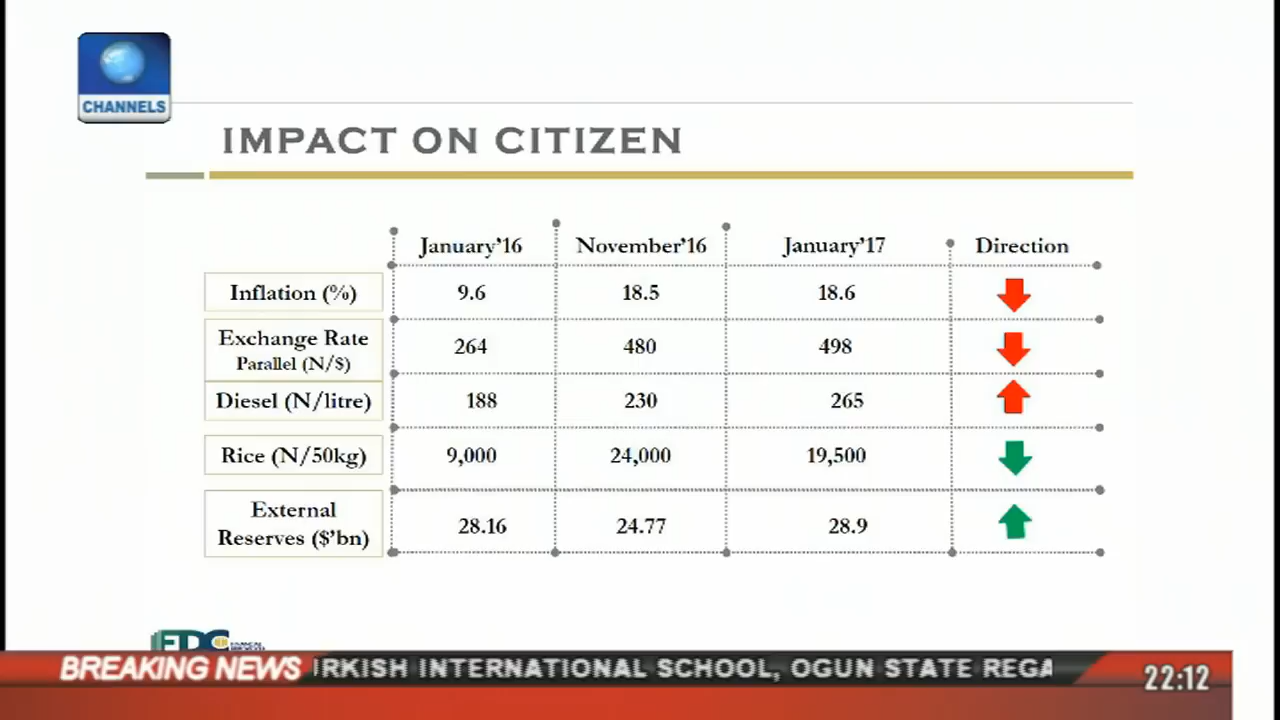 CHANNELS
IMPACT ON CITIZEN
January'16 November'16 January'17 Direction
Inflation (%) 9.6 18.5 18.6
Exchange Rate
Parallel (N/$) 264 480 498
Diesel (N/litre) 188 230 265
Rice (N/50kg) 9,000 24,000 19,500
External
Reserves ($'bn) 28.16 24.77 28.9
BREAKING NEWS IRKISH INTERNATIONAL SCHOOL, OGUN STATE REGA 22:12